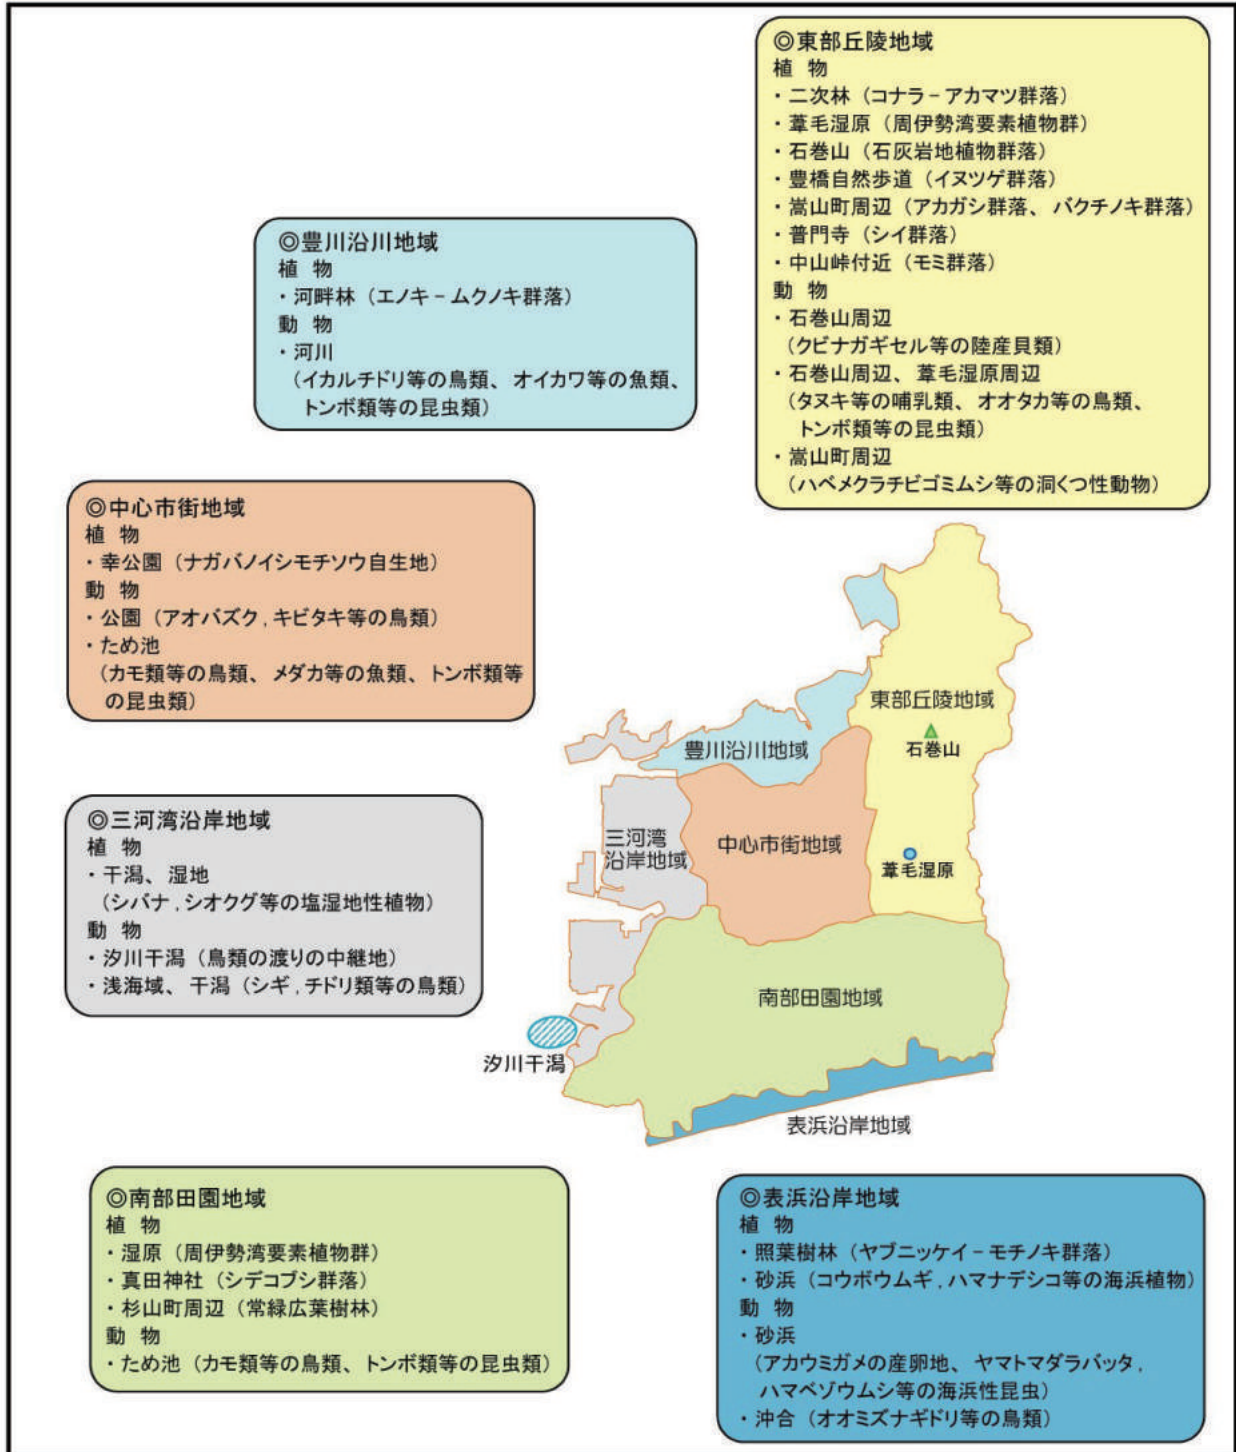 ◎東部丘陵地域
植 物
・二次林（コナラ－アカマツ群落）
・葦毛湿原（周伊勢湾要素植物群）
・石巻山（石灰岩地植物群落）
・豊橋自然歩道（イヌツゲ群落）
・嵩山町周辺（アカガシ群落、バクチノキ群落）
・普門寺（シイ群落）
・中山峠付近（モミ群落）
動 物
・石巻山周辺
（クビナガギセル等の陸産貝類）
・石巻山周辺、葦毛湿原周辺
（タヌキ等の哺乳類、オオタカ等の鳥類、
トンボ類等の昆虫類）
・嵩山町周辺
（ハベメクラチビゴミムシ等の洞くつ性動物）
◎豊川沿川地域
植 物
・河畔林（エノキ－ムクノキ群落）
動 物
・河川
（イカルチドリ等の鳥類、オイカワ等の魚類、
トンボ類等の昆虫類）
◎中心市街地域
植 物
・幸公園（ナガバノイシモチソウ自生地）
動 物
・公園（アオバズク，キビタキ等の鳥類）
・ため池
（カモ類等の鳥類、メダカ等の魚類、トンボ類等
の昆虫類）
◎三河湾沿岸地域
植 物
・干潟、湿地
（シバナ，シオクグ等の塩湿地性植物）
動 物
・汐川干潟（鳥類の渡りの中継地）
・浅海域、干潟（シギ，チドリ類等の鳥類）
東部丘陵地域
石巻山
豊川沿川地域
三河湾
沿岸地域
中心市街地域
葦毛湿原
南部田園地域
汐川干潟
表浜沿岸地域
◎南部田園地域
植 物
・湿原（周伊勢湾要素植物群）
・真田神社（シデコブシ群落）
・杉山町周辺（常緑広葉樹林）
動 物
・ため池（カモ類等の鳥類、トンボ類等の昆虫類）
◎表浜沿岸地域
植 物
・照葉樹林（ヤブニッケイ－モチノキ群落）
・砂浜（コウボウムギ，ハマナデシコ等の海浜植物）
動 物
・砂浜
（アカウミガメの産卵地、ヤマトマダラバッタ，
ハマベゾウムシ等の海浜性昆虫）
・沖合（オオミズナギドリ等の鳥類）